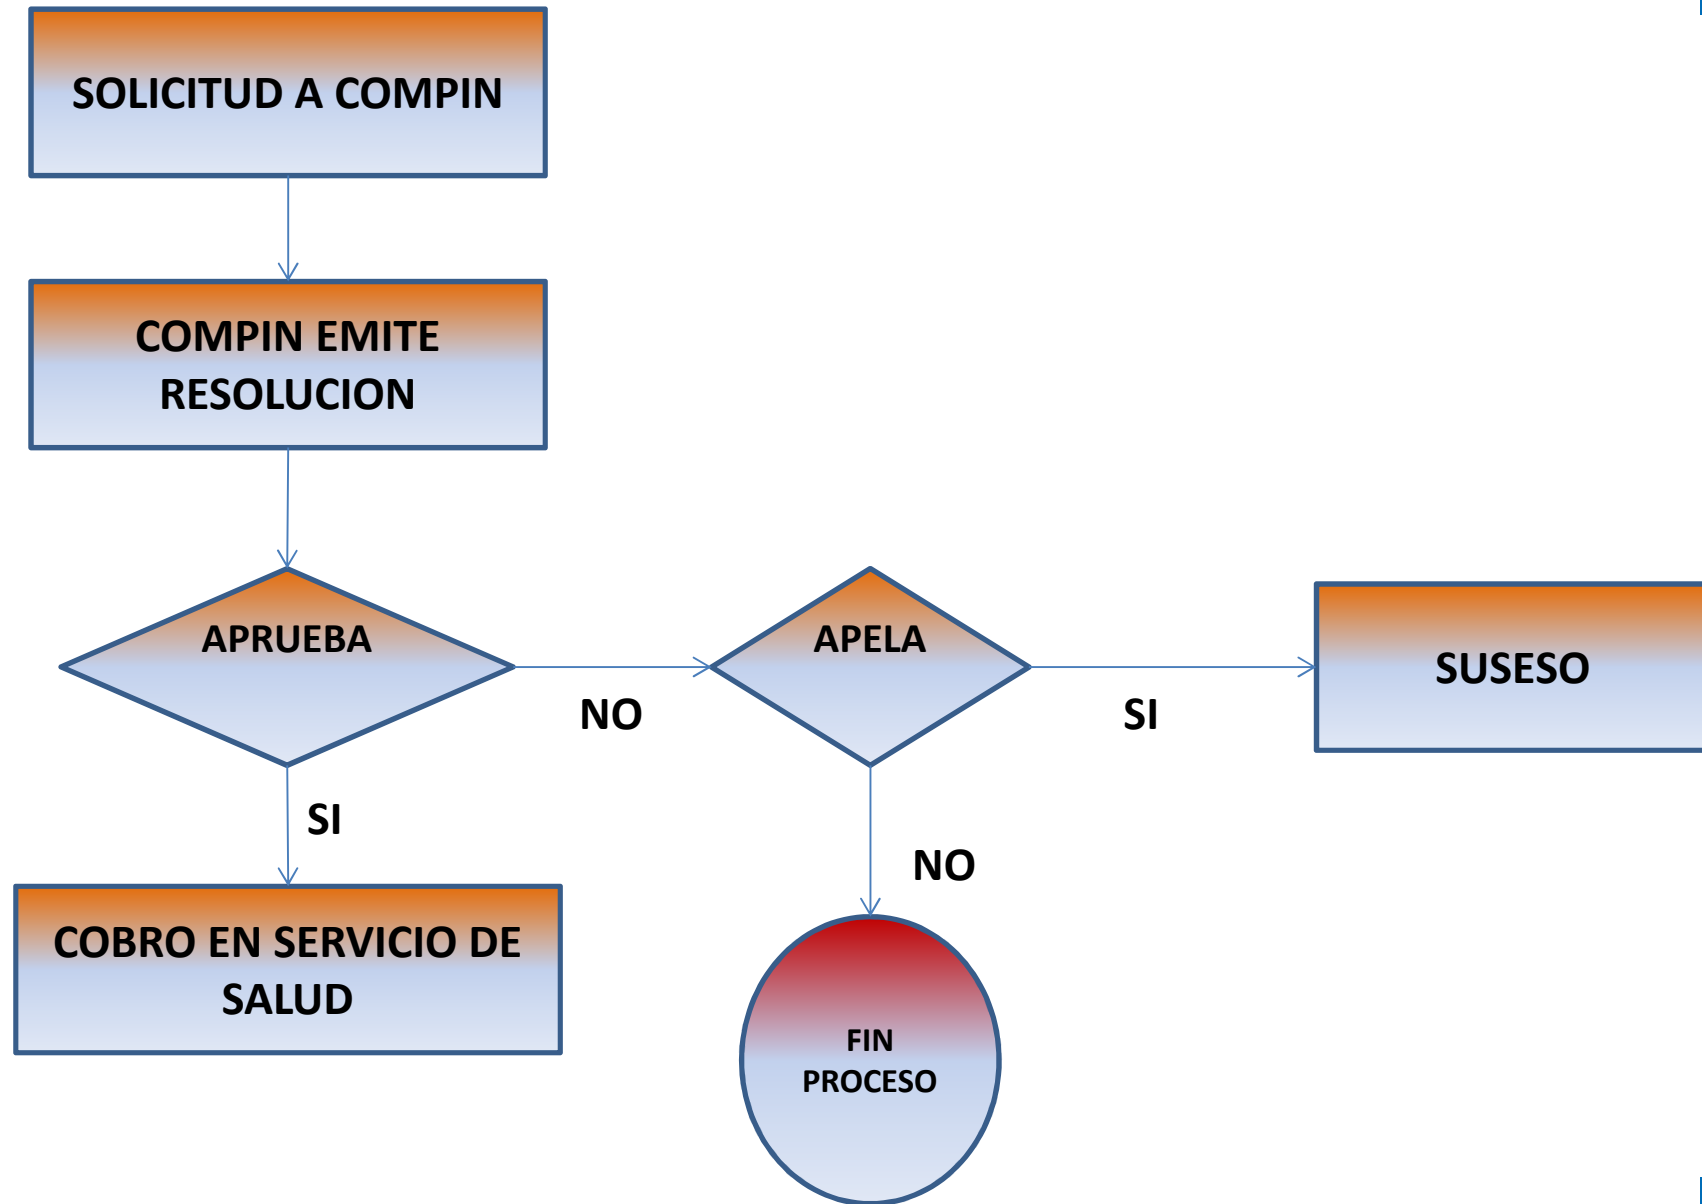 SOLICITUD A COMPIN
COMPIN EMITE
RESOLUCION
APRUEBA
NO
APELA
SI
SUSESO
SI
COBRO EN SERVICIO DE
SALUD
NO
FIN
PROCESO